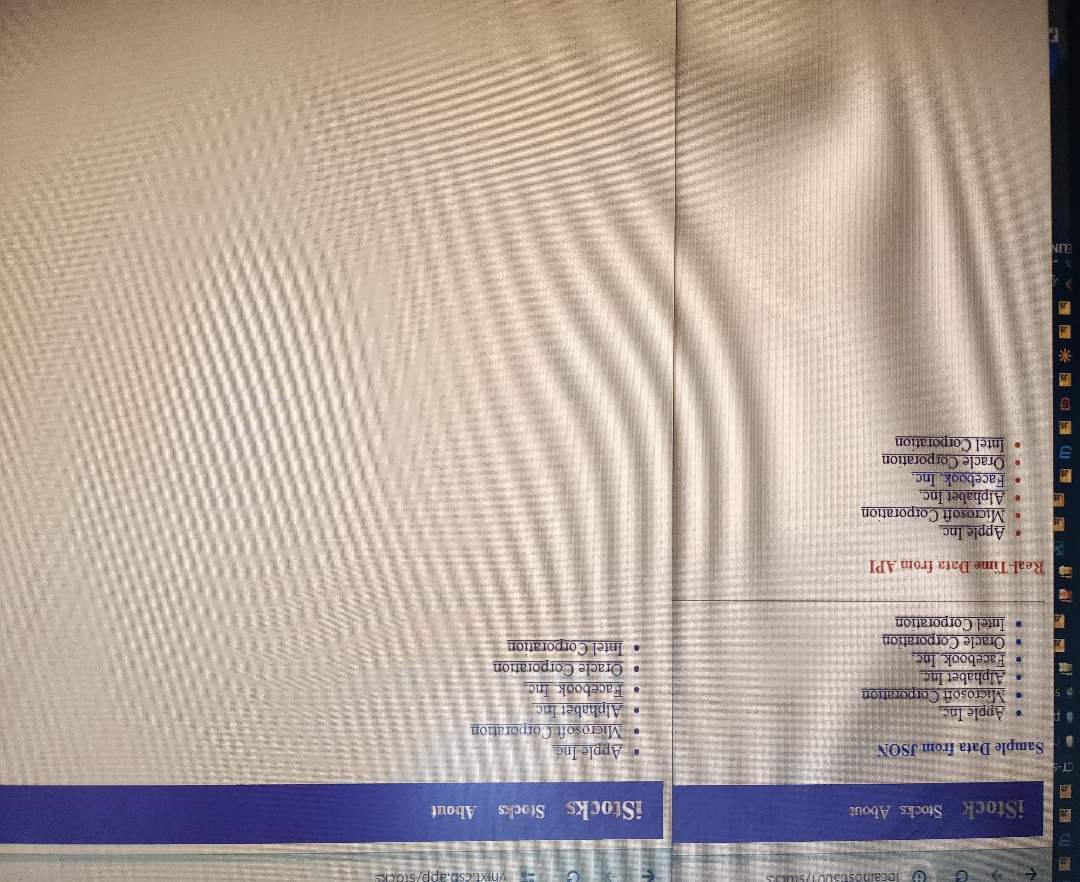 localhost:3001/stocks
iStock Stocks About
Sample Data from JSON
Apple Inc.
Microsoft Corporation
Alphabet Inc.
Facebook, Inc.
Oracle Corporation
Intel Corporation
Real-Time Data from API
Apple Inc.
Microsoft Corporation
Alphabet Inc.
Facebook, Inc.
Oracle Corporation
Intel Corporation
vnixt.csb.app/stocks
iStocks Stocks About
Apple Inc.
Microsoft Corporation
Alphabet Inc.
Facebook, Inc.
Oracle Corporation
Intel Corporation